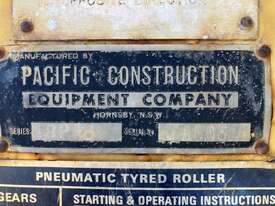 MANUFACTURED BY
PACIFIC CONSTRUCTION
EQUIPMENT COMPANY
HORNSBY, N.S.W.
SERIES SERIAL No
PNEUMATIC TYRED ROLLER
GEARS STARTING & OPERATING INSTRUCTIONS